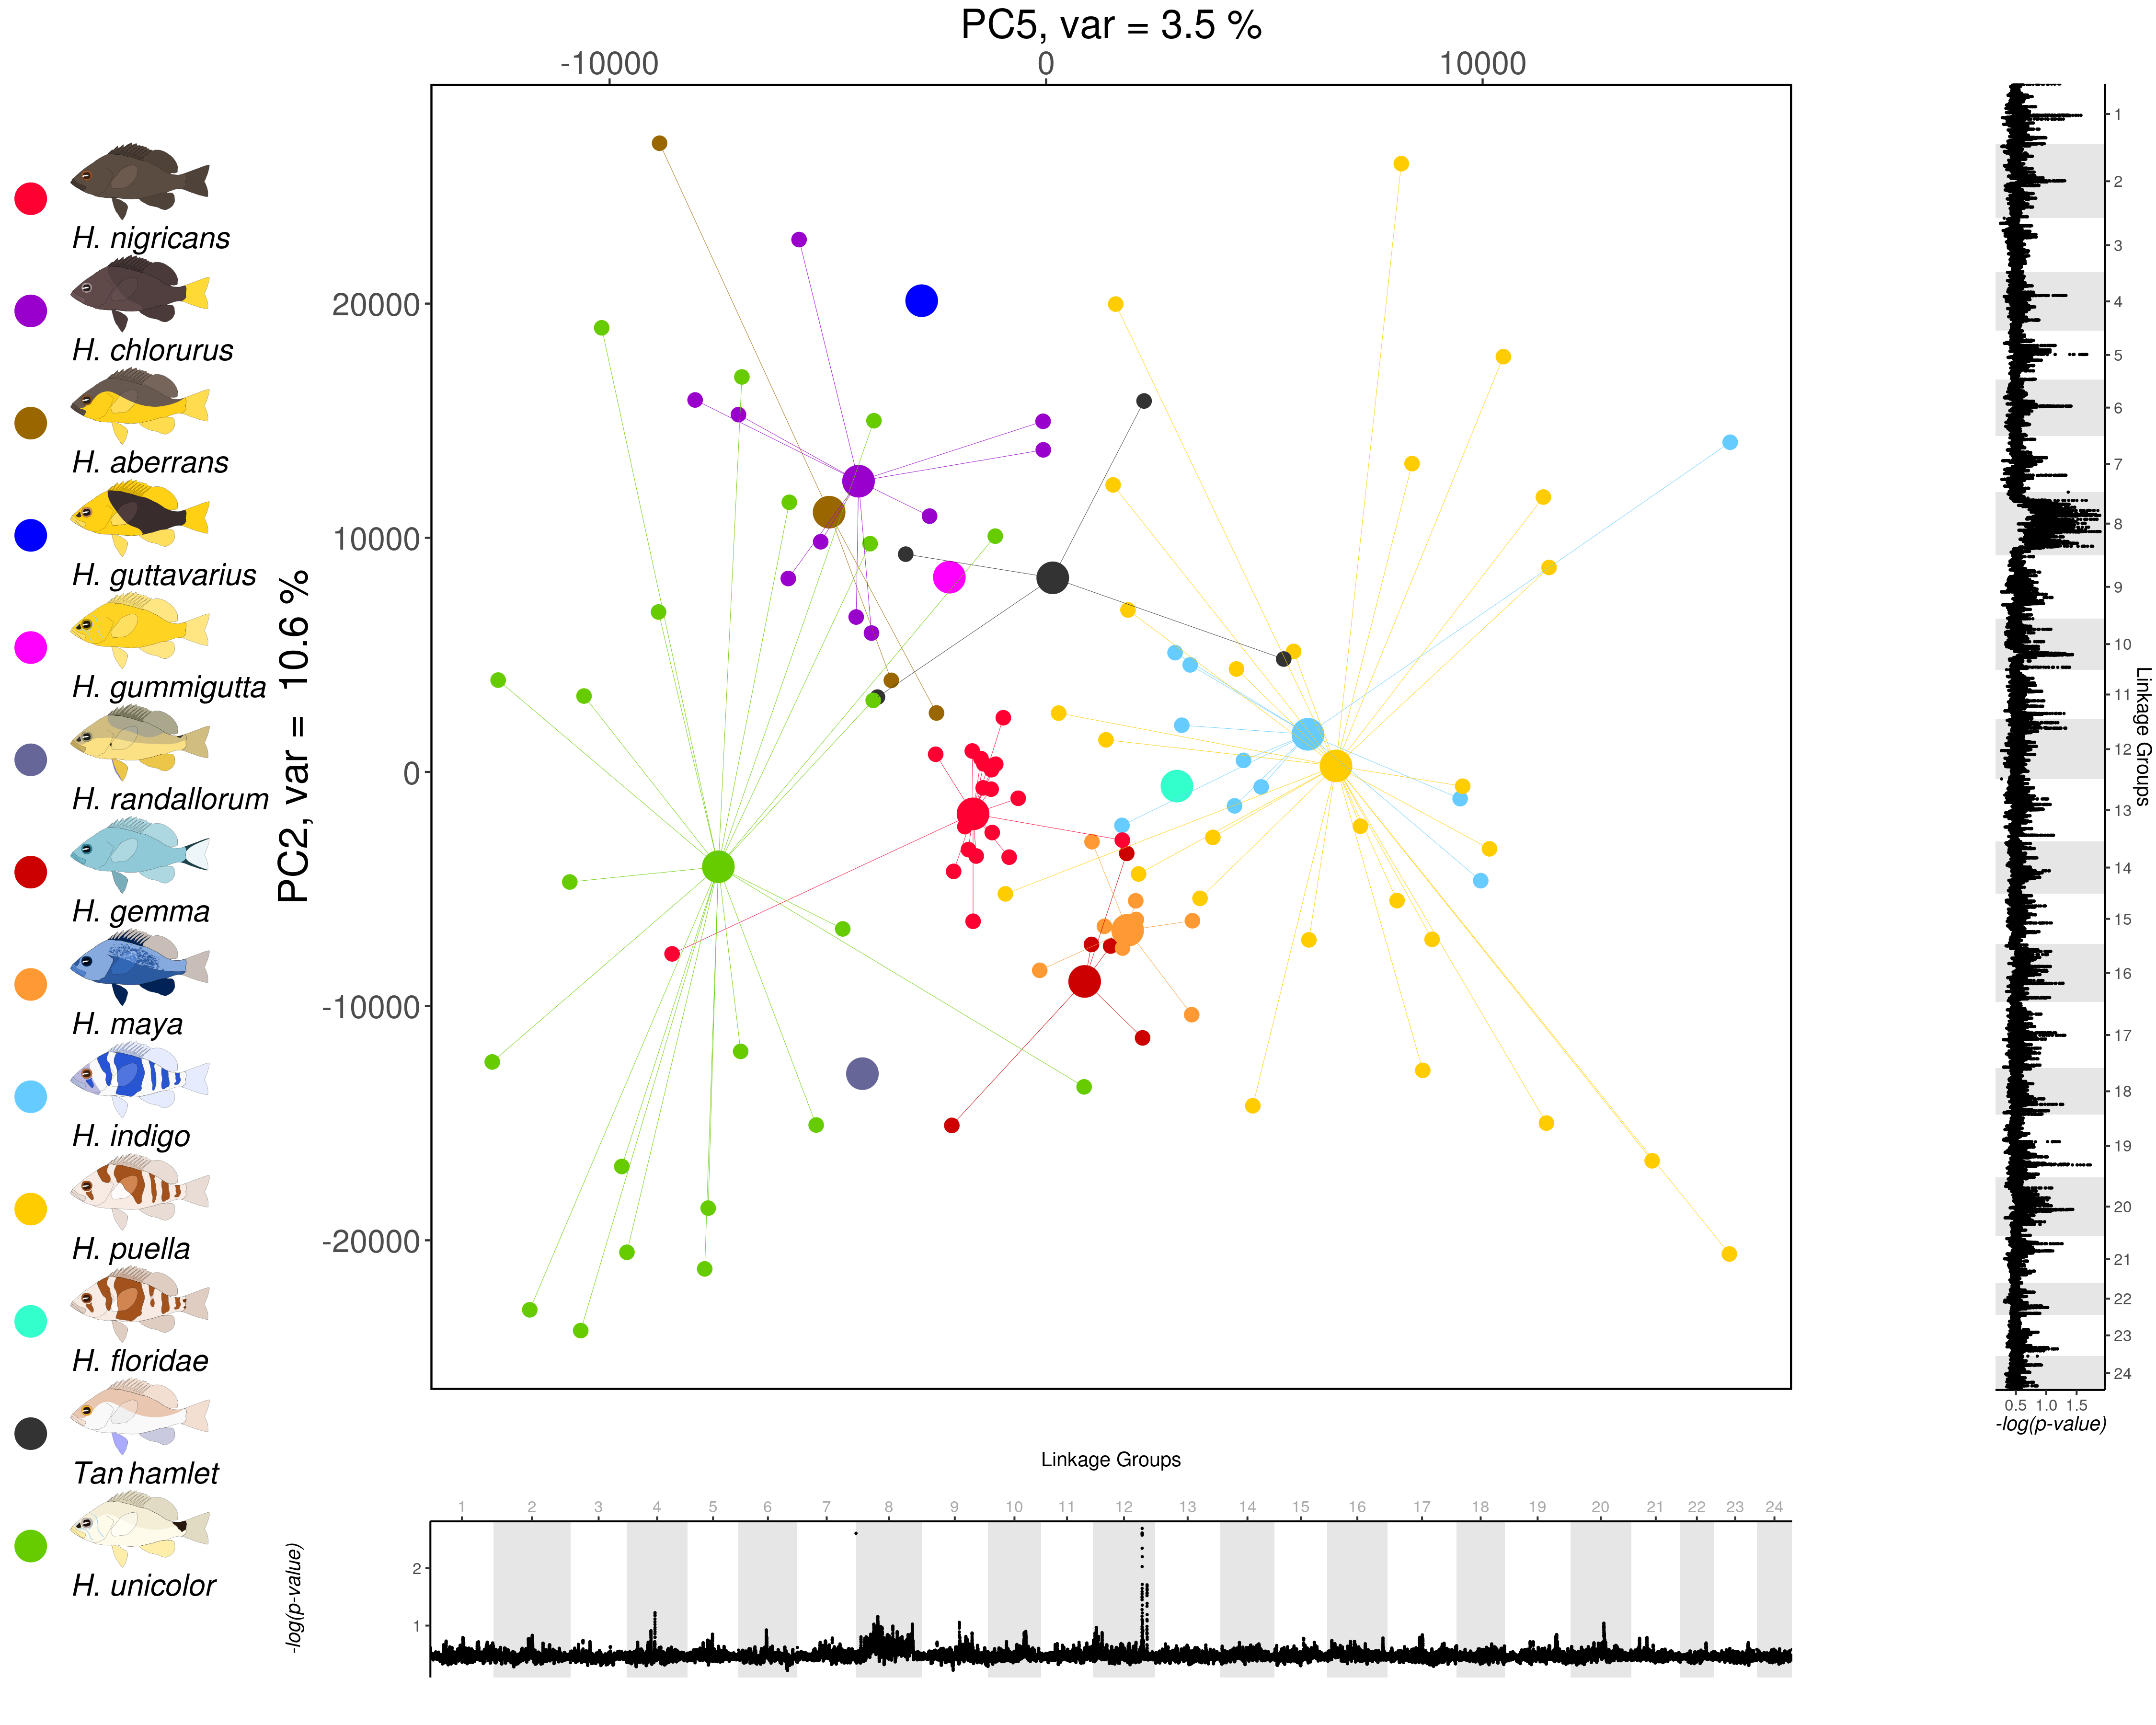 PC5, var = 3.5 %
-10000 0 10000
H. nigricans
H. chlorurus
H. aberrans
H. guttavarius
H. gummigutta
H. randallorum
H. gemma
H. maya
H. indigo
H. puella
H. floridae
Tan hamlet
H. unicolor
PC2, var = 10.6 %
20000
10000
0
-10000
-20000
1
2
3
4
5
6
7
8
9
10
11
12
13
14
15
16
17
18
19
20
21
22
23
24
Linkage Groups
0.5 1.0 1.5
-log(p-value)
Linkage Groups
1 2 3 4 5 6 7 8 9 10 11 12 13 14 15 16 17 18 19 20 21 22 23 24
-log(p-value)
2
1